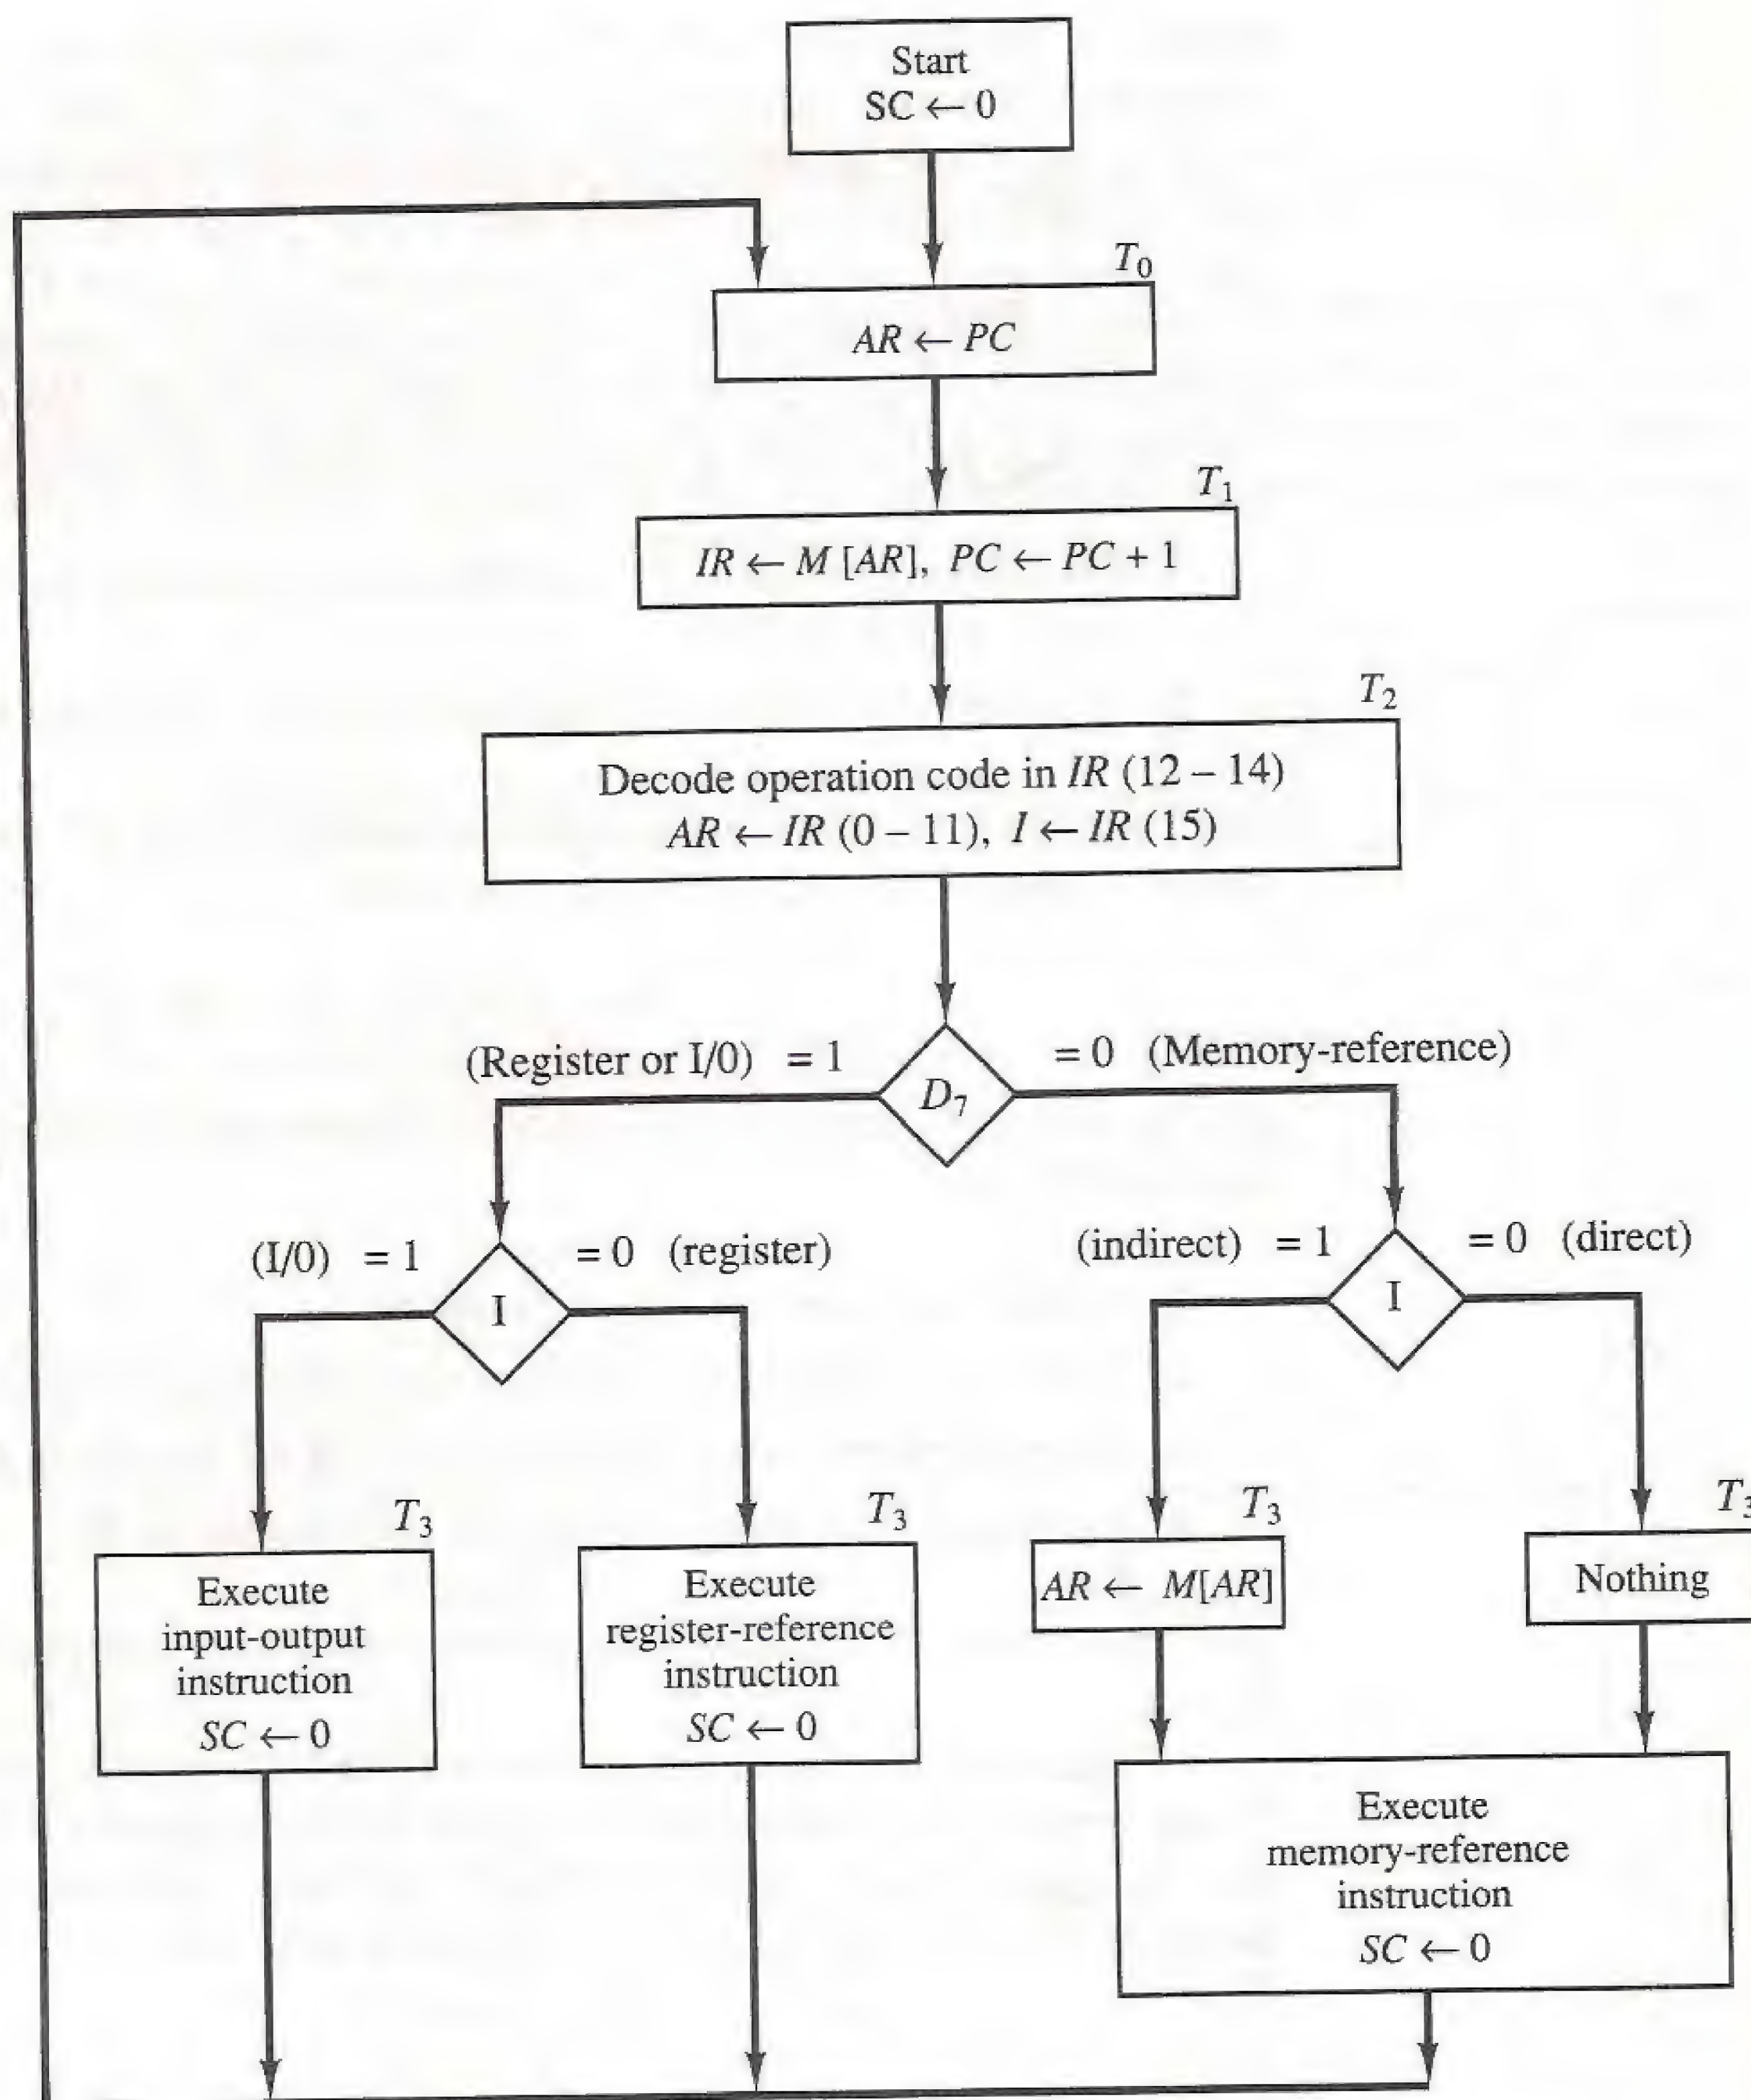 Start
SC ← 0
T₀
AR ← PC
T₁
IR ← M [AR], PC ← PC + 1
T₂
Decode operation code in IR (12 – 14)
AR ← IR (0 – 11), I ← IR (15)
(Register or I/0) = 1
= 0 (Memory-reference)
D₇
(I/0) = 1
= 0 (register)
(indirect) = 1
= 0 (direct)
I
I
T₃
T₃
T₃
T₃
Execute
input-output
instruction
SC ← 0
Execute
register-reference
instruction
SC ← 0
AR ← M[AR]
Nothing
Execute
memory-reference
instruction
SC ← 0